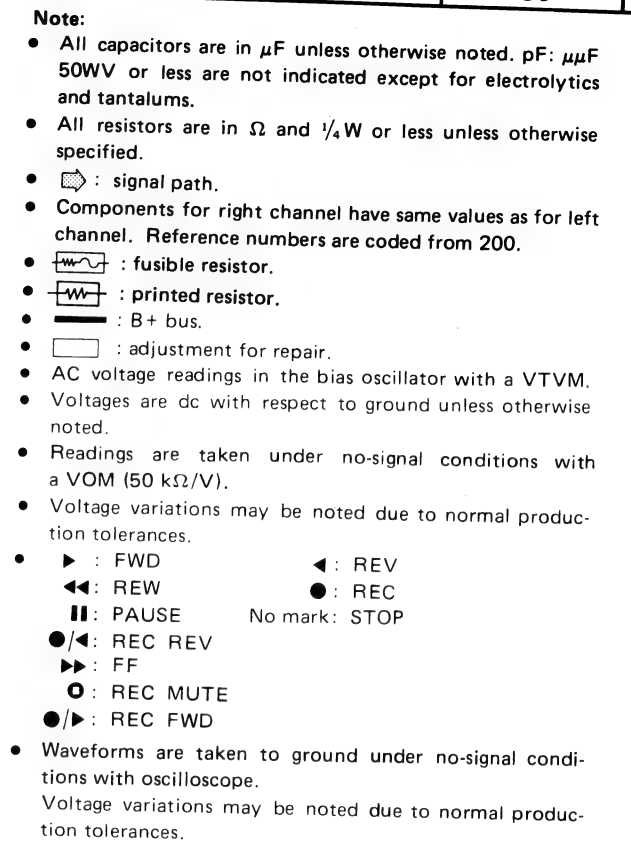 Note:
● All capacitors are in μF unless otherwise noted. pF: μμF
50WV or less are not indicated except for electrolytics
and tantalums.
● All resistors are in Ω and ¼W or less unless otherwise
specified.
● : signal path.
● Components for right channel have same values as for left
channel. Reference numbers are coded from 200.
● : fusible resistor.
● : printed resistor.
● : B+ bus.
● : adjustment for repair.
● AC voltage readings in the bias oscillator with a VTVM.
● Voltages are dc with respect to ground unless otherwise
noted.
● Readings are taken under no-signal conditions with
a VOM (50 kΩ/V).
● Voltage variations may be noted due to normal produc-
tion tolerances.
● ▶ : FWD ◀ : REV
◀◀ : REW ● : REC
▮▮ : PAUSE No mark: STOP
●/◀ : REC REV
▶▶ : FF
◘ : REC MUTE
●/▶ : REC FWD
● Waveforms are taken to ground under no-signal condi-
tions with oscilloscope.
Voltage variations may be noted due to normal produc-
tion tolerances.